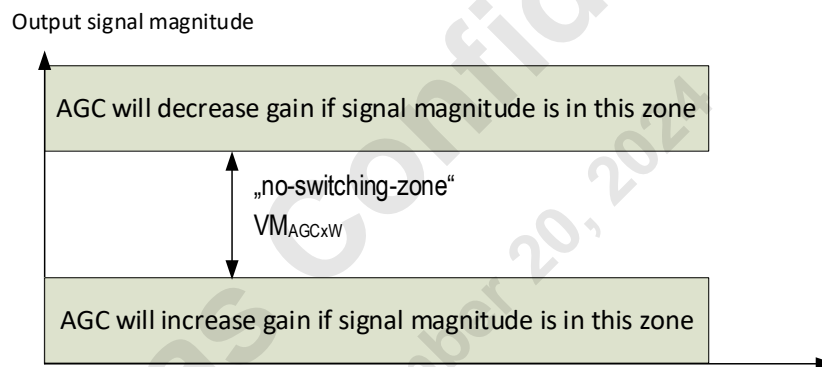 Output signal magnitude
AGC will decrease gain if signal magnitude is in this zone
„no-switching-zone“
VMAGCxW
AGC will increase gain if signal magnitude is in this zone